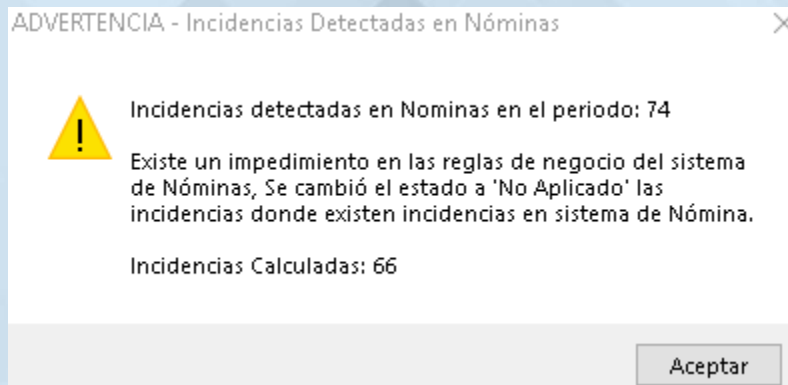 ADVERTENCIA - Incidencias Detectadas en Nóminas
Incidencias detectadas en Nominas en el periodo: 74
Existe un impedimiento en las reglas de negocio del sistema
de Nóminas, Se cambió el estado a 'No Aplicado' las
incidencias donde existen incidencias en sistema de Nómina.
Incidencias Calculadas: 66
Aceptar